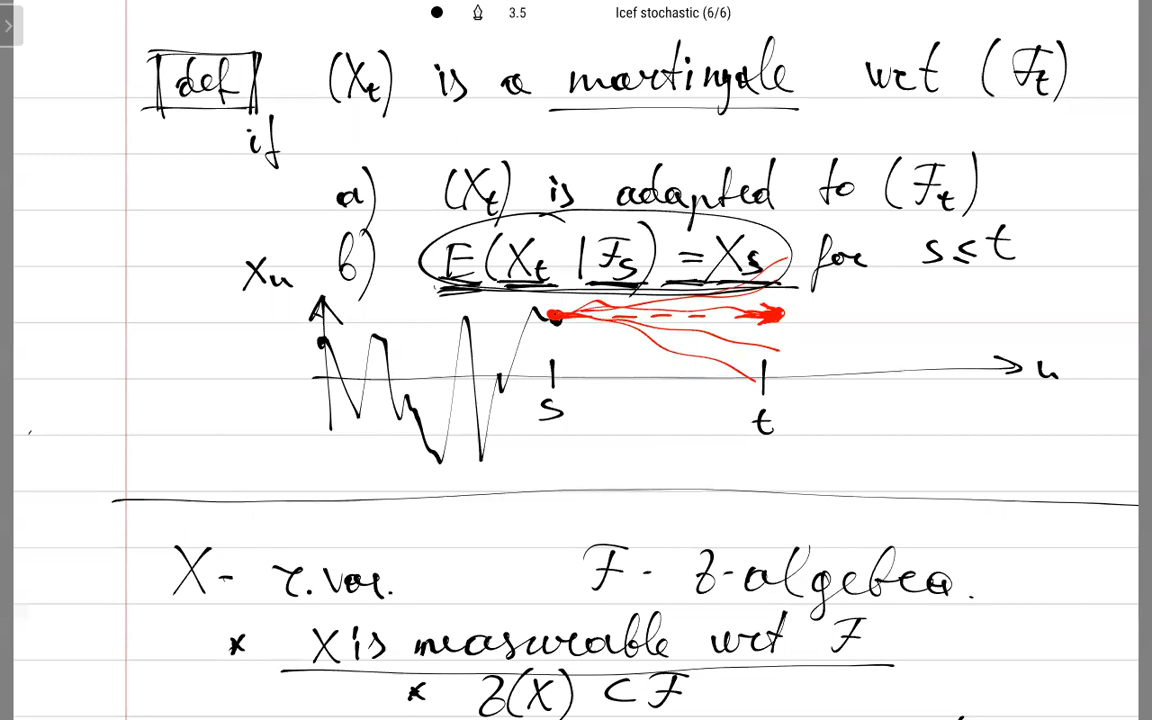 3.5 Icef stochastic (6/6)
def (Xₜ) is a martingale wrt (ℱₜ)
if
a) (Xₜ) is adapted to (ℱₜ)
b) E(Xₜ | ℱₛ) = Xₛ for s ≤ t
Xu
u
s
t
X - r.var. ℱ - σ-algebra.
* X is measurable wrt ℱ
* σ(X) ⊂ ℱ